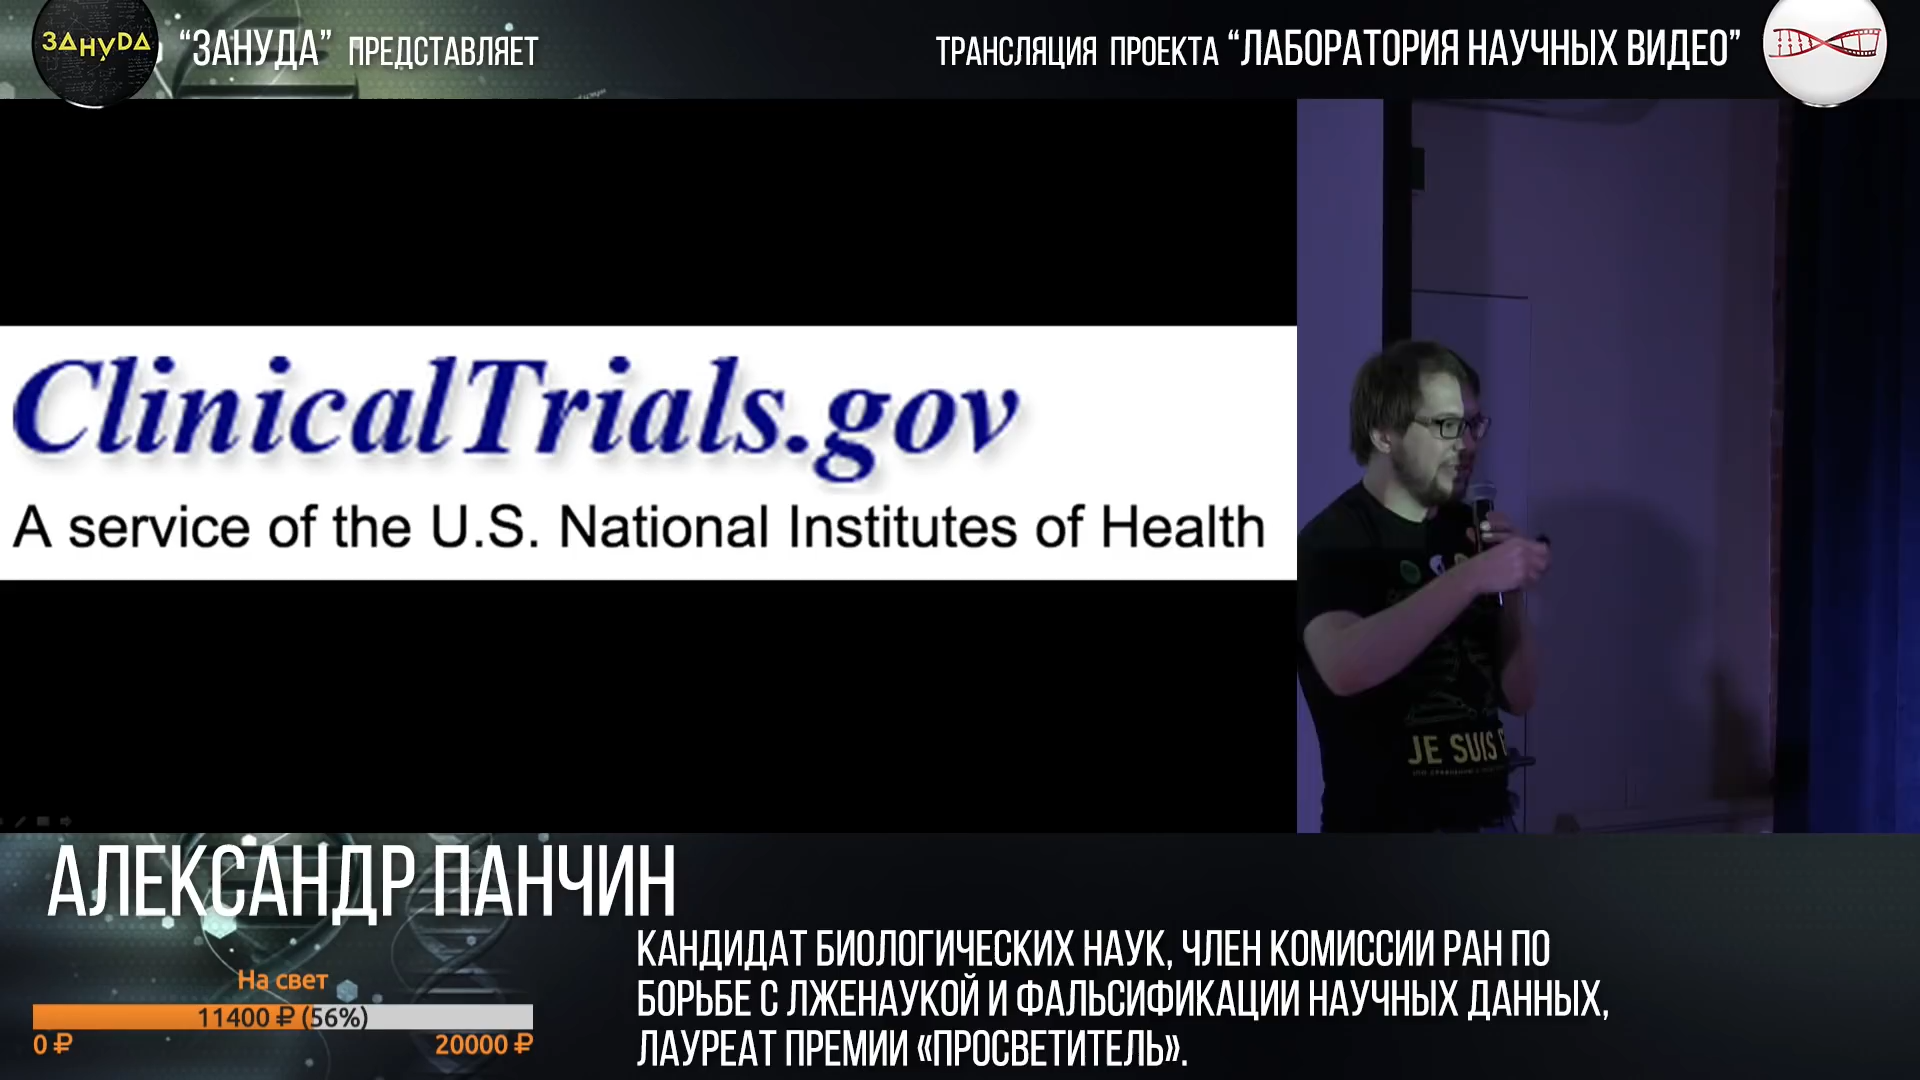 ЗАНУДА
“ЗАНУДА” ПРЕДСТАВЛЯЕТ
ТРАНСЛЯЦИЯ ПРОЕКТА “ЛАБОРАТОРИЯ НАУЧНЫХ ВИДЕО”
ClinicalTrials.gov
A service of the U.S. National Institutes of Health
JE SUIS
АЛЕКСАНДР ПАНЧИН
КАНДИДАТ БИОЛОГИЧЕСКИХ НАУК, ЧЛЕН КОМИССИИ РАН ПО
БОРЬБЕ С ЛЖЕНАУКОЙ И ФАЛЬСИФИКАЦИИ НАУЧНЫХ ДАННЫХ,
ЛАУРЕАТ ПРЕМИИ «ПРОСВЕТИТЕЛЬ».
На свет
11400 ₽ (56%)
0 ₽ 20000 ₽